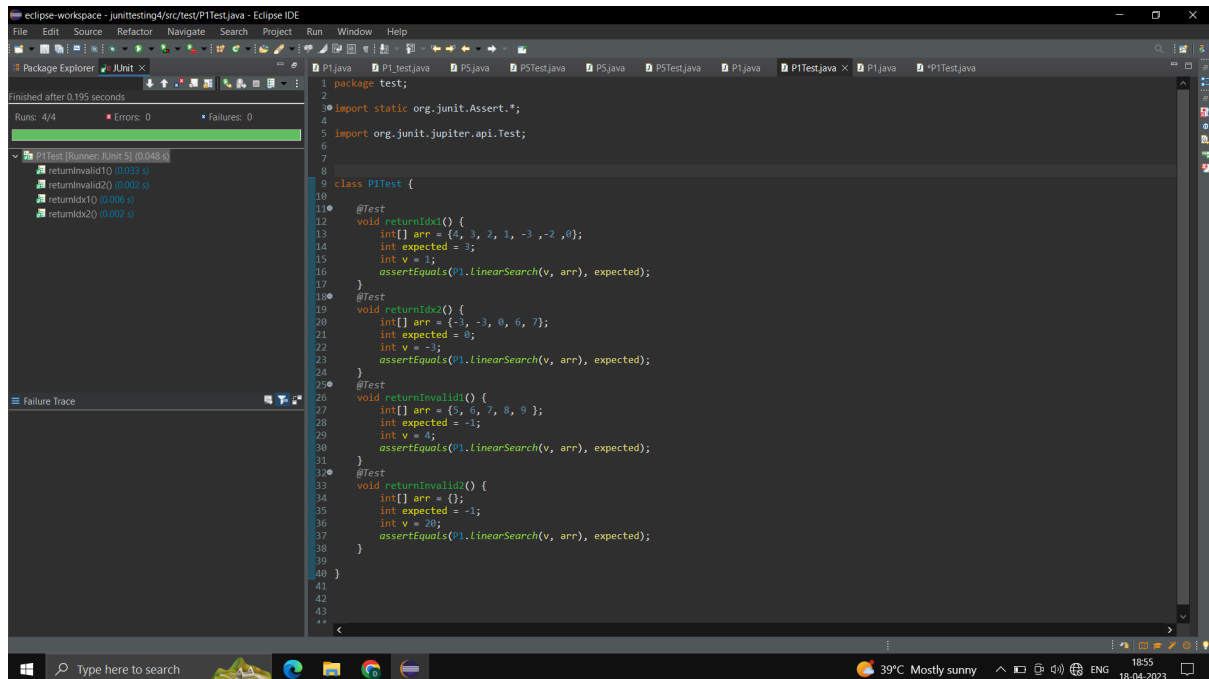 eclipse-workspace - junittesting4/src/test/P1Test.java - Eclipse IDE
File Edit Source Refactor Navigate Search Project Run Window Help
Package Explorer JUnit
P1.java P1_test.java P5.java P5Test.java P5.java P5Test.java P1.java P1Test.java P1.java *P1Test.java
Finished after 0.195 seconds
Runs: 4/4 Errors: 0 Failures: 0
P1Test [Runner: JUnit 5] (0.048 s)
returnInvalid1() (0.033 s)
returnInvalid2() (0.002 s)
returnIdx1() (0.006 s)
returnIdx2() (0.002 s)
Failure Trace
1 package test;
2
3 import static org.junit.Assert.*;
4
5 import org.junit.jupiter.api.Test;
6
7
8
9 class P1Test {
10
11 @Test
12 void returnIdx1() {
13 int[] arr = {4, 3, 2, 1, -3 ,-2 ,0};
14 int expected = 3;
15 int v = 1;
16 assertEquals(P1.linearSearch(v, arr), expected);
17 }
18 @Test
19 void returnIdx2() {
20 int[] arr = {-3, -3, 0, 6, 7};
21 int expected = 0;
22 int v = -3;
23 assertEquals(P1.linearSearch(v, arr), expected);
24 }
25 @Test
26 void returnInvalid1() {
27 int[] arr = {5, 6, 7, 8, 9 };
28 int expected = -1;
29 int v = 4;
30 assertEquals(P1.linearSearch(v, arr), expected);
31 }
32 @Test
33 void returnInvalid2() {
34 int[] arr = {};
35 int expected = -1;
36 int v = 20;
37 assertEquals(P1.linearSearch(v, arr), expected);
38 }
39
40 }
41
42
43
44
Type here to search
39°C Mostly sunny
ENG
18:55
18-04-2023